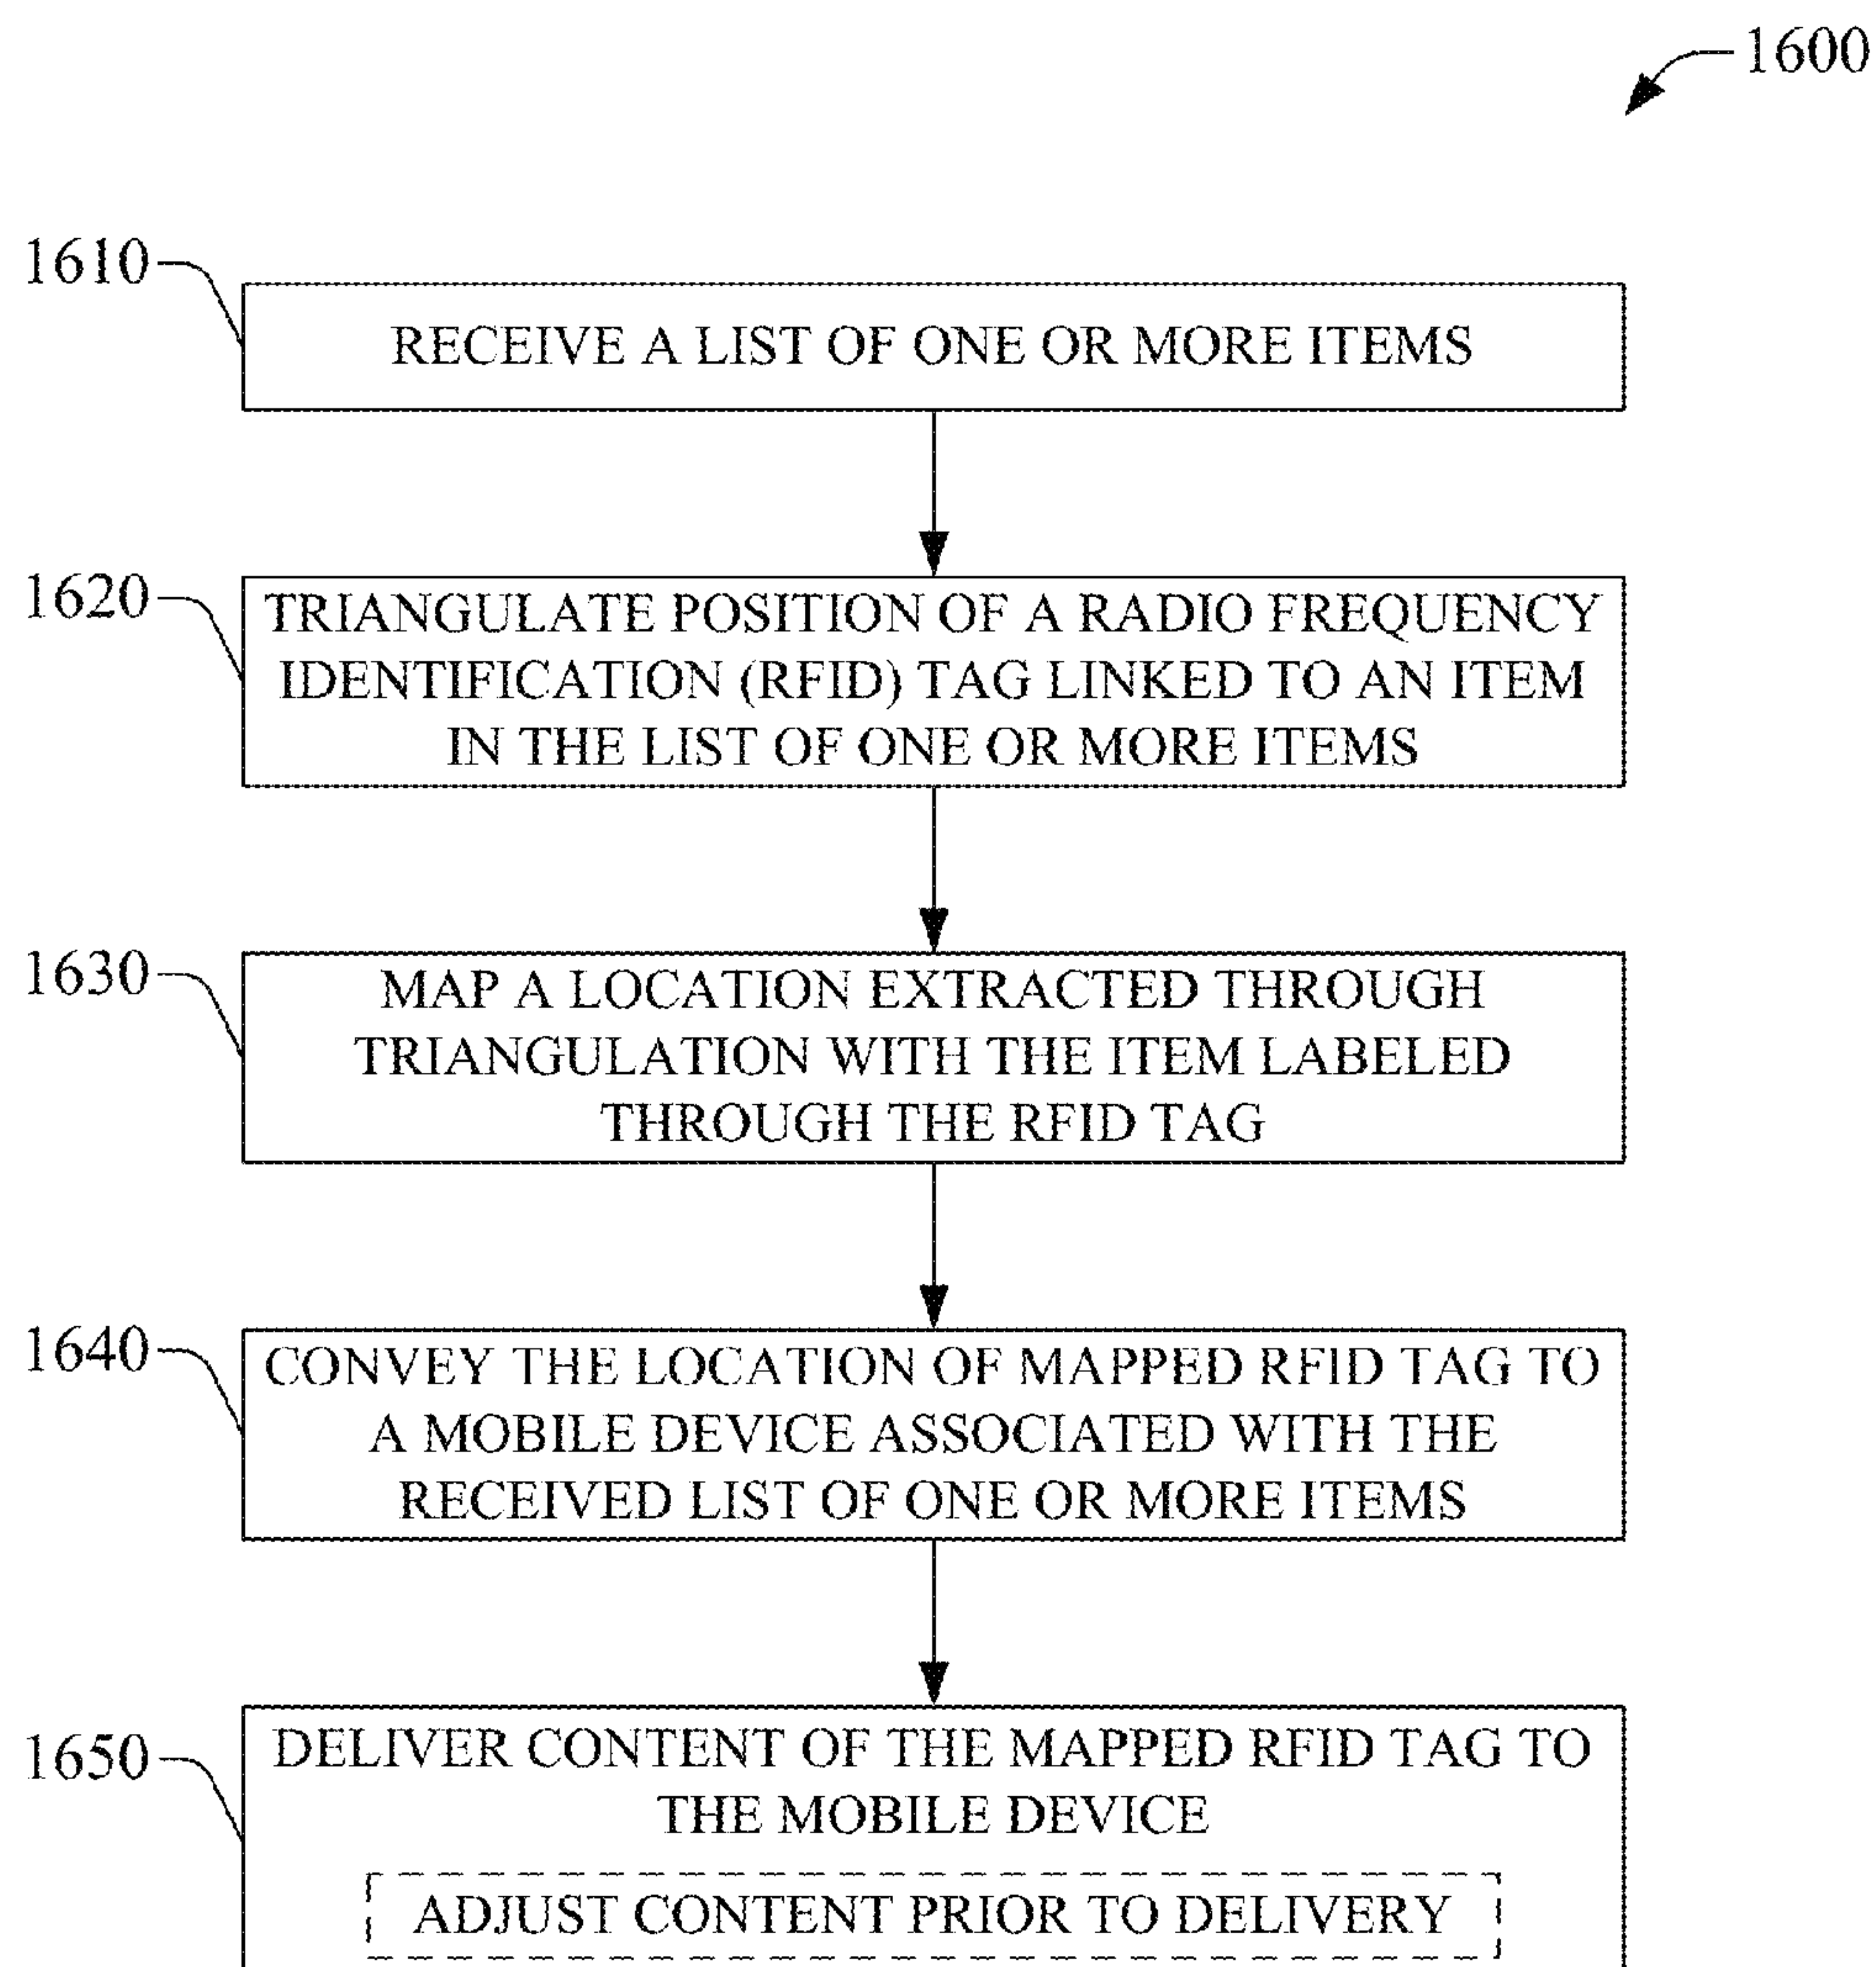 1600
1610
RECEIVE A LIST OF ONE OR MORE ITEMS
1620
TRIANGULATE POSITION OF A RADIO FREQUENCY
IDENTIFICATION (RFID) TAG LINKED TO AN ITEM
IN THE LIST OF ONE OR MORE ITEMS
1630
MAP A LOCATION EXTRACTED THROUGH
TRIANGULATION WITH THE ITEM LABELED
THROUGH THE RFID TAG
1640
CONVEY THE LOCATION OF MAPPED RFID TAG TO
A MOBILE DEVICE ASSOCIATED WITH THE
RECEIVED LIST OF ONE OR MORE ITEMS
1650
DELIVER CONTENT OF THE MAPPED RFID TAG TO
THE MOBILE DEVICE
ADJUST CONTENT PRIOR TO DELIVERY